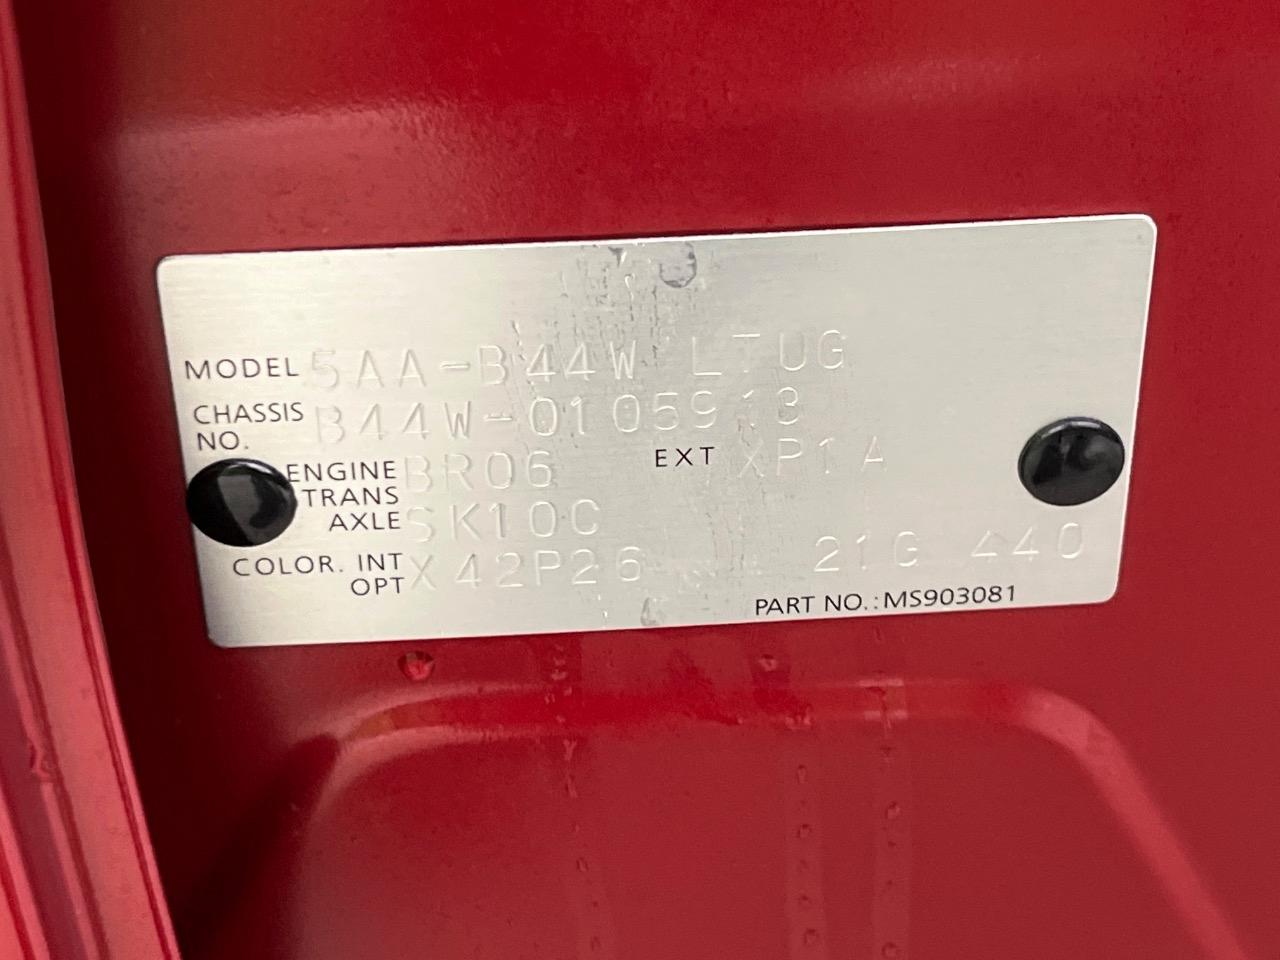 MODEL 5AA-B44W LTUG
CHASSIS NO. B44W-0105913
ENGINE BR06 EXT XP1A
TRANS AXLE SK10C
COLOR. INT OPT X 42P26 21G 440
PART NO.: MS903081